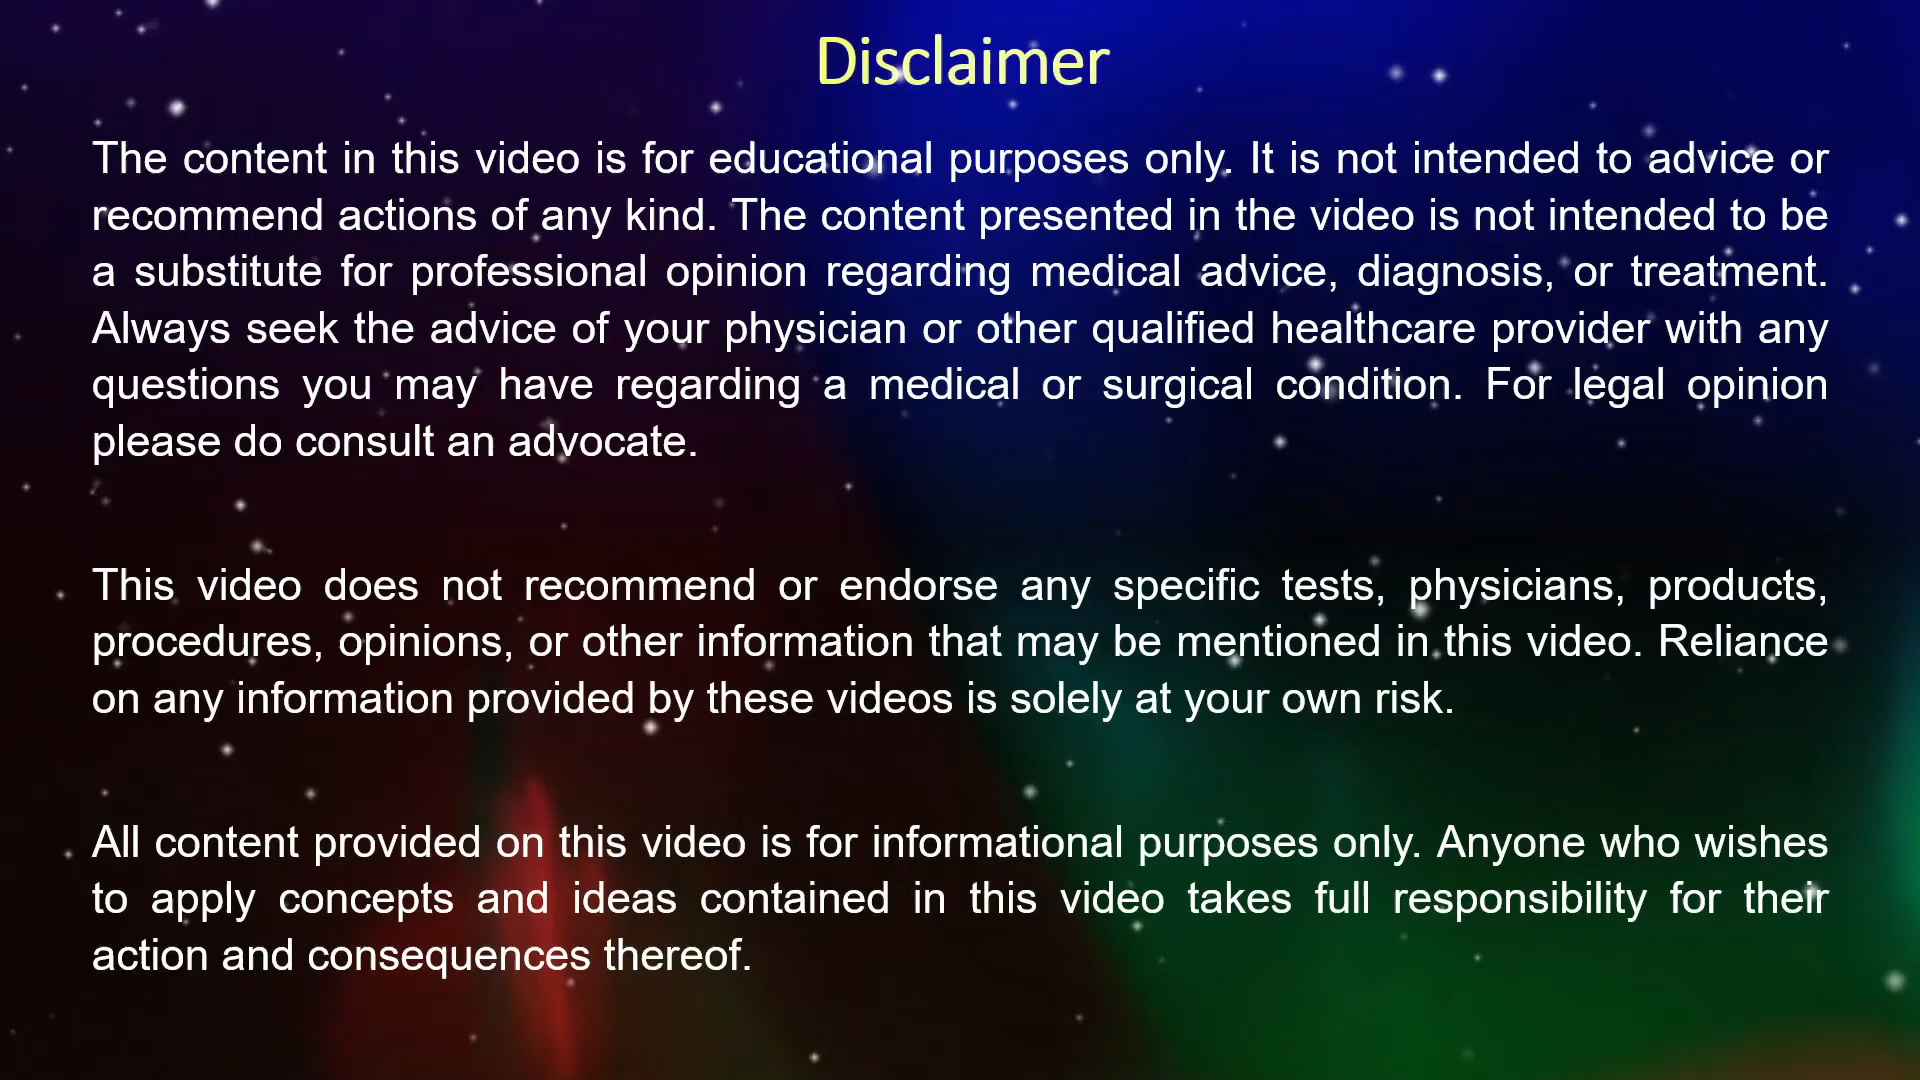 Disclaimer
The content in this video is for educational purposes only. It is not intended to advice or
recommend actions of any kind. The content presented in the video is not intended to be
a substitute for professional opinion regarding medical advice, diagnosis, or treatment.
Always seek the advice of your physician or other qualified healthcare provider with any
questions you may have regarding a medical or surgical condition. For legal opinion
please do consult an advocate.
This video does not recommend or endorse any specific tests, physicians, products,
procedures, opinions, or other information that may be mentioned in this video. Reliance
on any information provided by these videos is solely at your own risk.
All content provided on this video is for informational purposes only. Anyone who wishes
to apply concepts and ideas contained in this video takes full responsibility for their
action and consequences thereof.